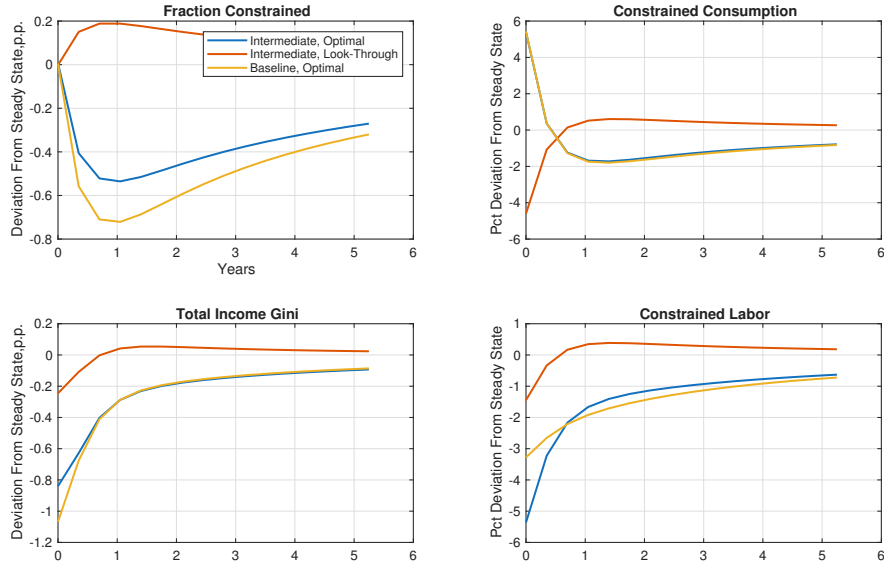 Fraction Constrained
Deviation From Steady State,p.p.
0.2
0
-0.2
-0.4
-0.6
-0.8
Intermediate, Optimal
Intermediate, Look-Through
Baseline, Optimal
0 1 2 3 4 5 6
Years
Constrained Consumption
Pct Deviation From Steady State
6
4
2
0
-2
-4
-6
0 1 2 3 4 5 6
Total Income Gini
Deviation From Steady State,p.p.
0.2
0
-0.2
-0.4
-0.6
-0.8
-1
-1.2
0 1 2 3 4 5 6
Constrained Labor
Pct Deviation From Steady State
1
0
-1
-2
-3
-4
-5
-6
0 1 2 3 4 5 6